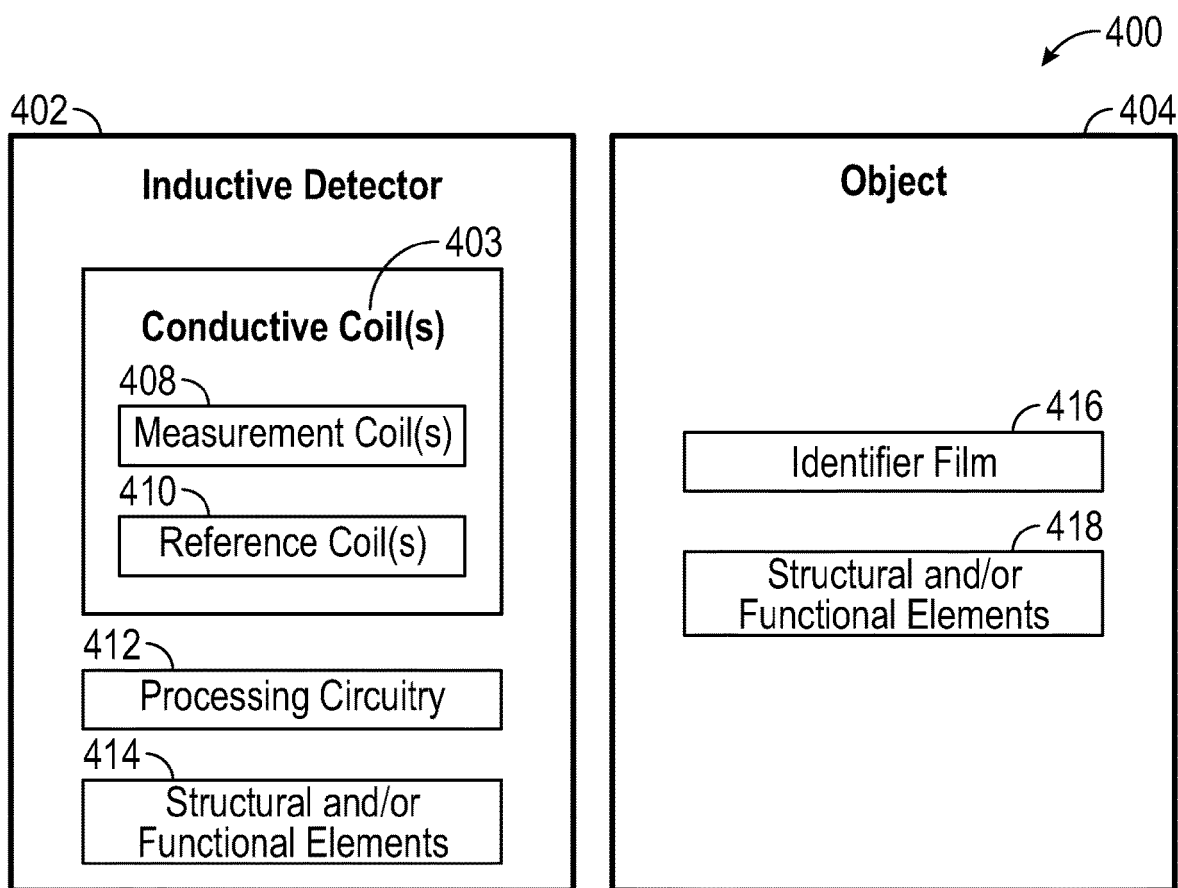 400
402
Inductive Detector
403
Conductive Coil(s)
408
Measurement Coil(s)
410
Reference Coil(s)
412
Processing Circuitry
414
Structural and/or
Functional Elements
404
Object
416
Identifier Film
418
Structural and/or
Functional Elements